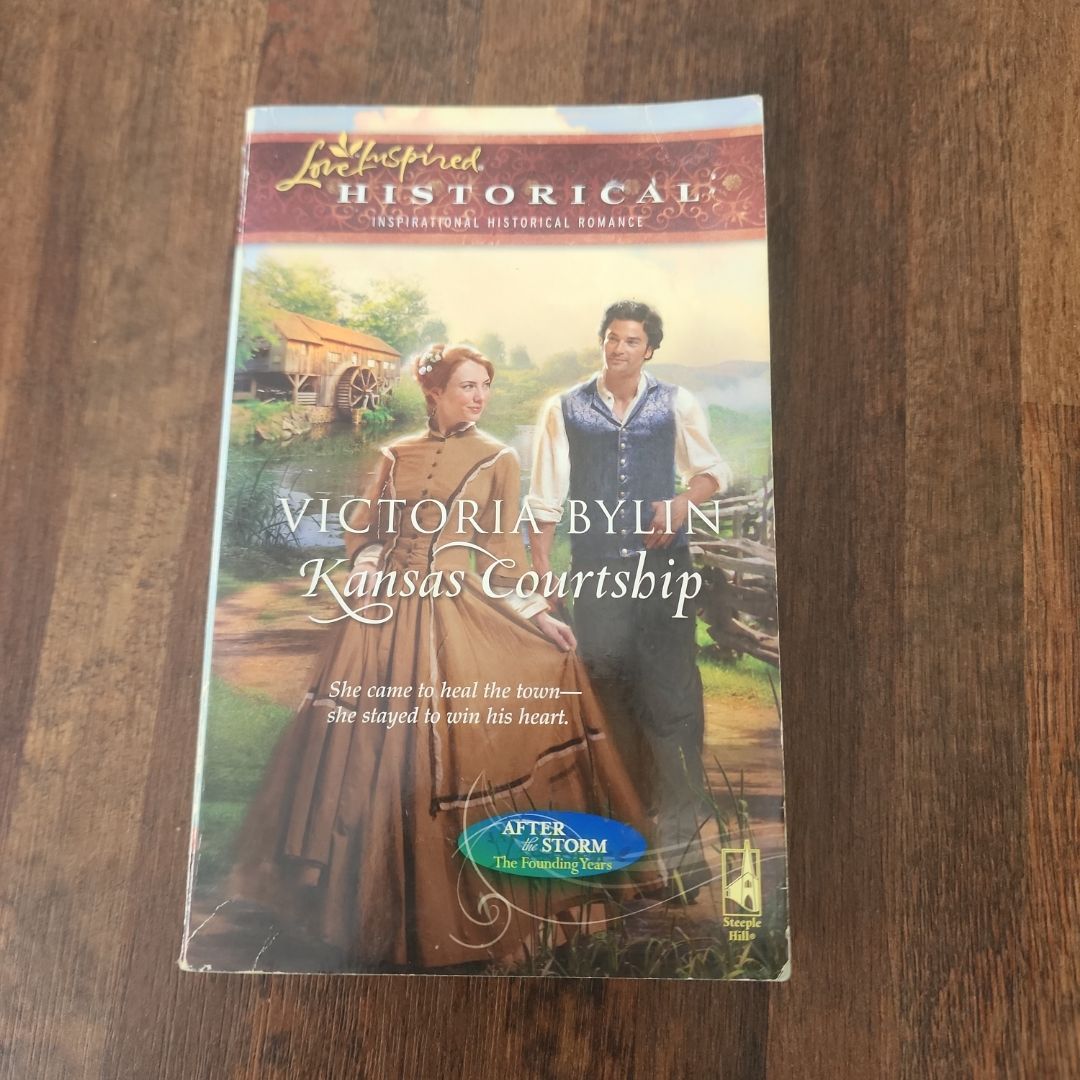 Love Inspired®
HISTORICAL
INSPIRATIONAL HISTORICAL ROMANCE
VICTORIA BYLIN
Kansas Courtship
She came to heal the town—
she stayed to win his heart.
AFTER
the STORM
The Founding Years
Steeple
Hill®